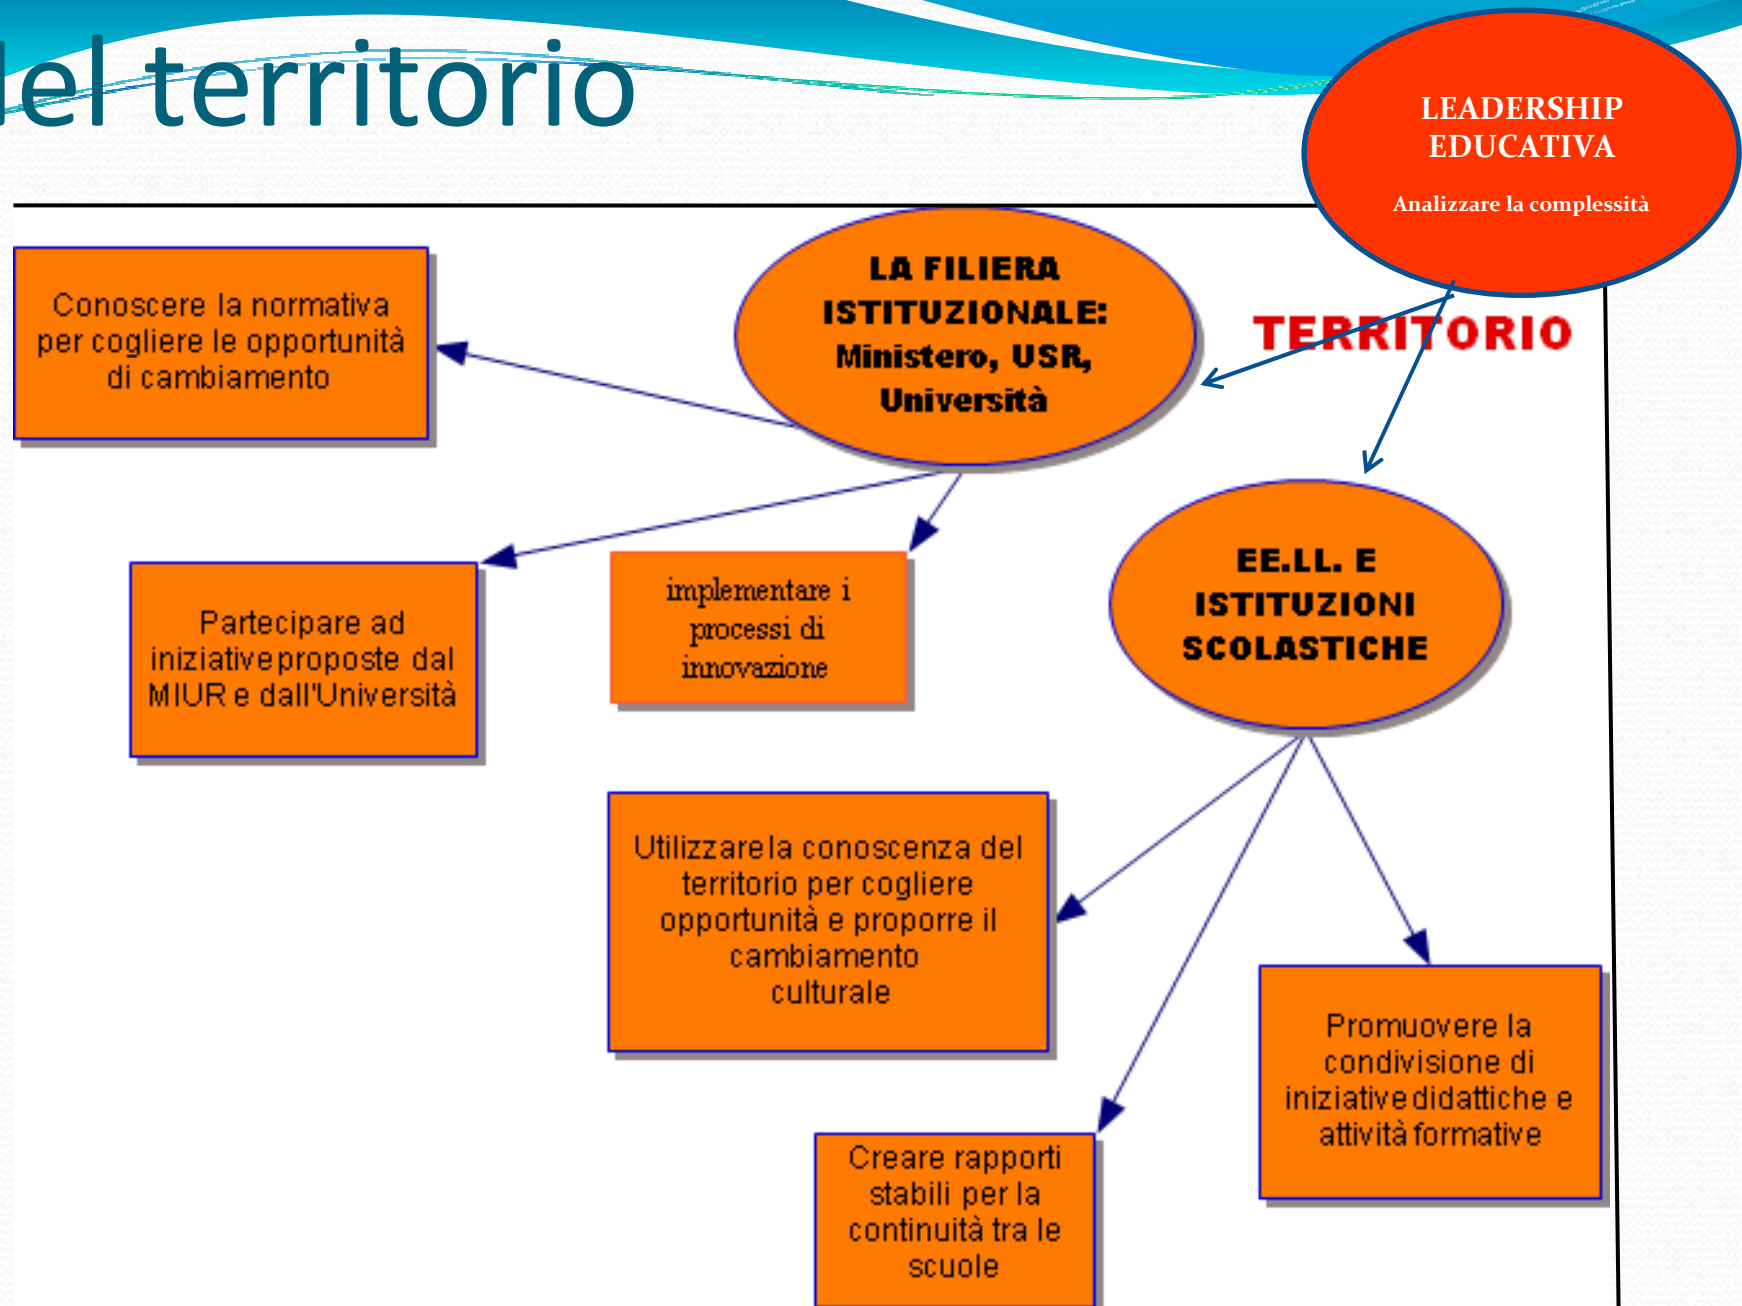 del territorio
LEADERSHIP
EDUCATIVA
Analizzare la complessità
LA FILIERA
ISTITUZIONALE:
Ministero, USR,
Università
TERRITORIO
Conoscere la normativa
per cogliere le opportunità
di cambiamento
Partecipare ad
iniziative proposte dal
MIUR e dall'Università
implementare i
processi di
innovazione
EE.LL. E
ISTITUZIONI
SCOLASTICHE
Utilizzare la conoscenza del
territorio per cogliere
opportunità e proporre il
cambiamento
culturale
Promuovere la
condivisione di
iniziative didattiche e
attività formative
Creare rapporti
stabili per la
continuità tra le
scuole